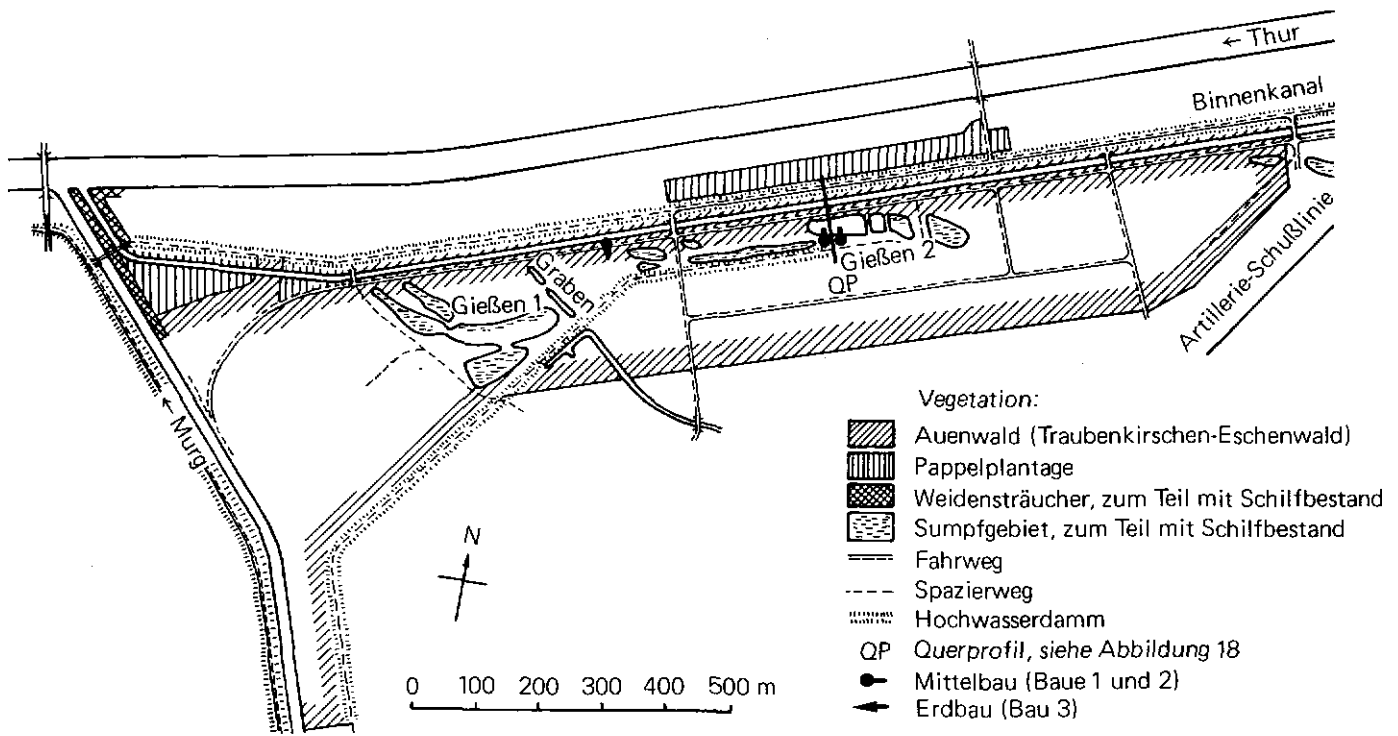 ← Thur
Binnenkanal
Gießen 2
QP
Graben
Gießen 1
Artillerie-Schußlinie
← Murg
N
0 100 200 300 400 500 m
Vegetation:
Auenwald (Traubenkirschen-Eschenwald)
Pappelplantage
Weidensträucher, zum Teil mit Schilfbestand
Sumpfgebiet, zum Teil mit Schilfbestand
Fahrweg
Spazierweg
Hochwasserdamm
QP Querprofil, siehe Abbildung 18
Mittelbau (Baue 1 und 2)
Erdbau (Bau 3)